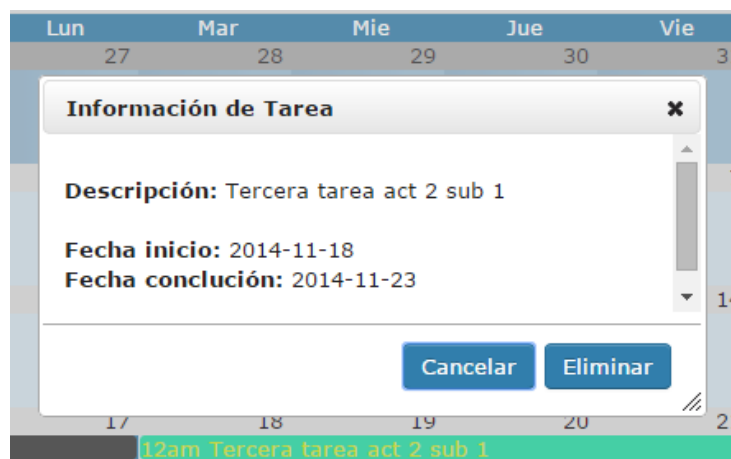 Lun Mar Mie Jue Vie
27 28 29 30 3
Información de Tarea
Descripción: Tercera tarea act 2 sub 1
Fecha inicio: 2014-11-18
Fecha conclución: 2014-11-23
Cancelar Eliminar
17 18 19 20 2
12am Tercera tarea act 2 sub 1